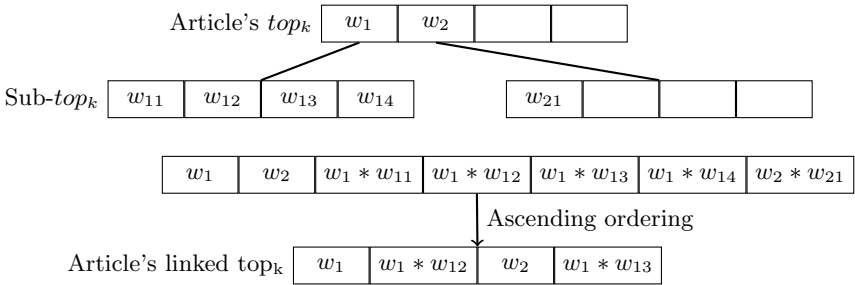 Article's top_k w_1 w_2
Sub-top_k w_11 w_12 w_13 w_14 w_21
w_1 w_2 w_1 * w_11 w_1 * w_12 w_1 * w_13 w_1 * w_14 w_2 * w_21
Ascending ordering
Article's linked top_k w_1 w_1 * w_12 w_2 w_1 * w_13